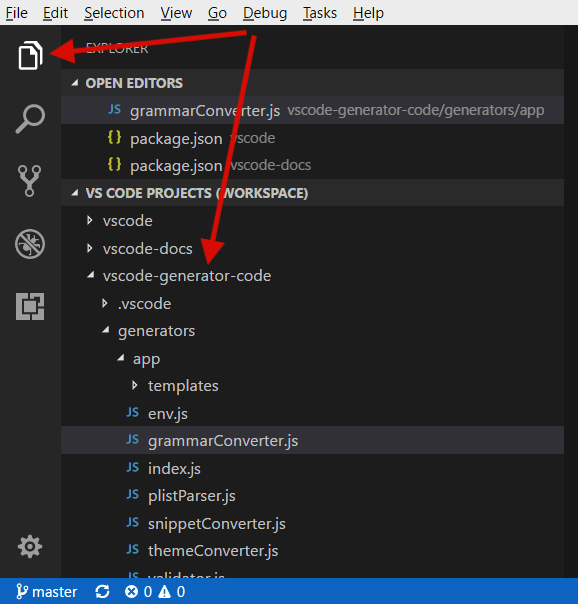 File Edit Selection View Go Debug Tasks Help
EXPLORER
OPEN EDITORS
JS grammarConverter.js vscode-generator-code/generators/app
{} package.json vscode
{} package.json vscode-docs
VS CODE PROJECTS (WORKSPACE)
vscode
vscode-docs
vscode-generator-code
.vscode
generators
app
templates
JS env.js
JS grammarConverter.js
JS index.js
JS plistParser.js
JS snippetConverter.js
JS themeConverter.js
JS validator.js
master 0 0